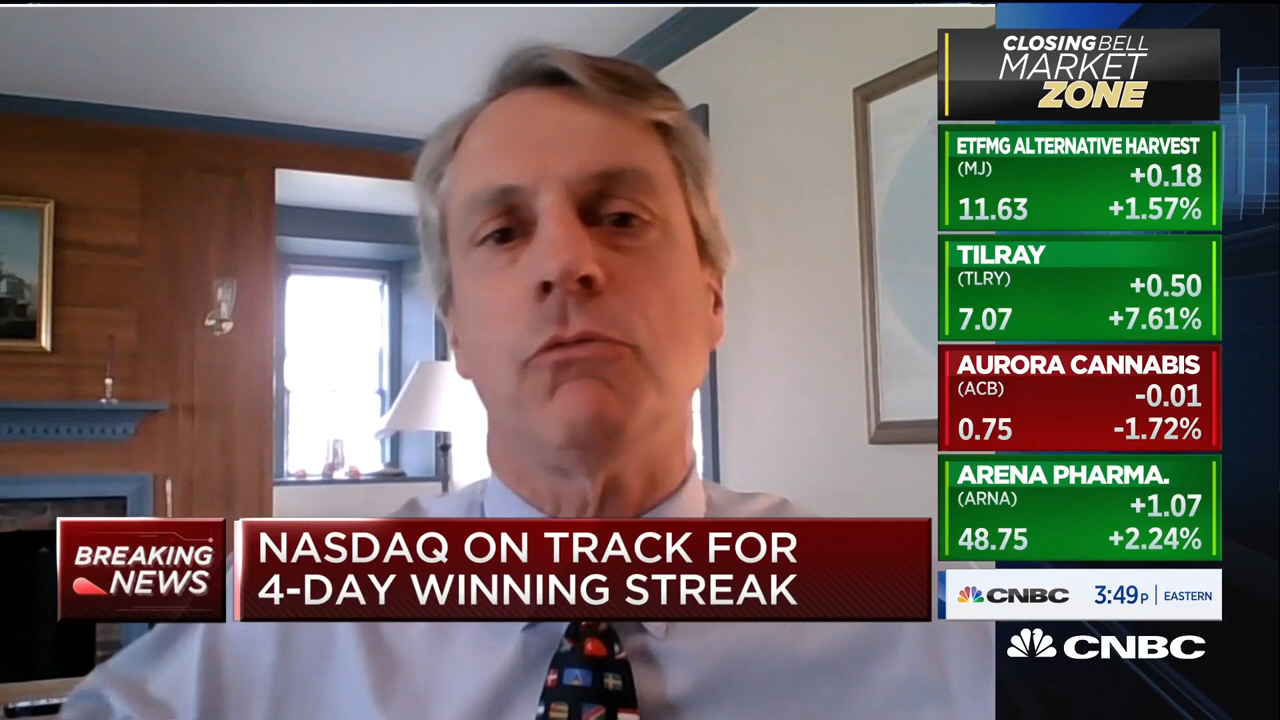 CLOSING BELL
MARKET
ZONE
ETFMG ALTERNATIVE HARVEST
(MJ)
+0.18
11.63
+1.57%
TILRAY
(TLRY)
+0.50
7.07
+7.61%
AURORA CANNABIS
(ACB)
-0.01
0.75
-1.72%
ARENA PHARMA.
(ARNA)
+1.07
48.75
+2.24%
BREAKING
NEWS
NASDAQ ON TRACK FOR
4-DAY WINNING STREAK
CNBC 3:49P EASTERN
CNBC